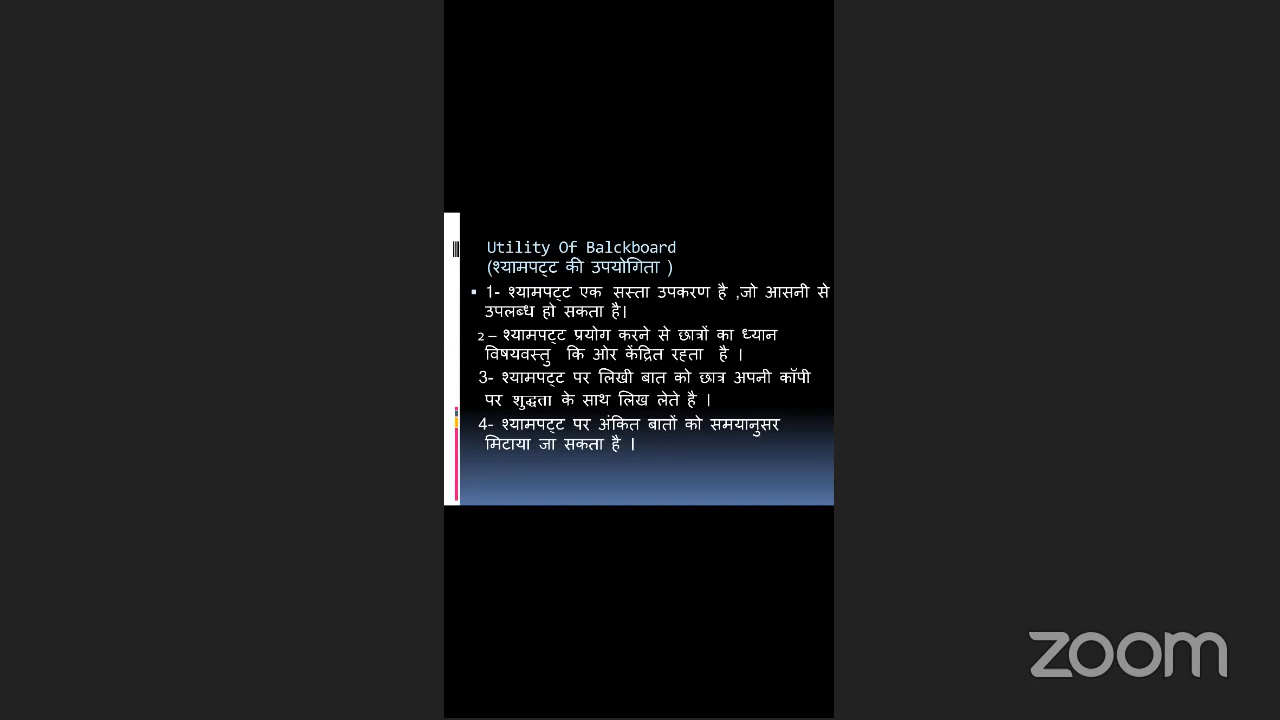 Utility Of Balckboard
(श्यामपट्ट की उपयोगिता )
▪ 1- श्यामपट्ट एक सस्ता उपकरण है ,जो आसनी से
उपलब्ध हो सकता है।
2 – श्यामपट्ट प्रयोग करने से छात्रों का ध्यान
विषयवस्तु कि ओर केंद्रित रहता है ।
3- श्यामपट्ट पर लिखी बात को छात्र अपनी कॉपी
पर शुद्धता के साथ लिख लेते है ।
4- श्यामपट्ट पर अंकित बातों को समयानुसर
मिटाया जा सकता है ।
zoom